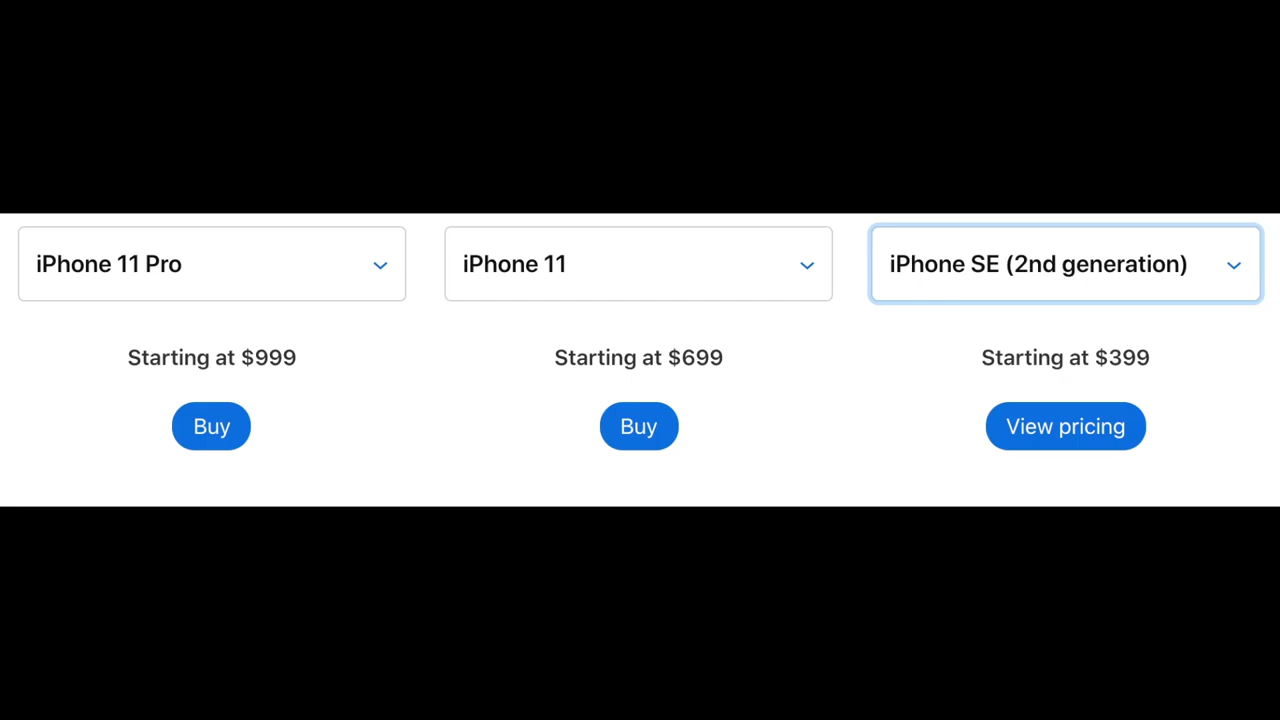 iPhone 11 Pro
iPhone 11
iPhone SE (2nd generation)
Starting at $999
Starting at $699
Starting at $399
Buy
Buy
View pricing